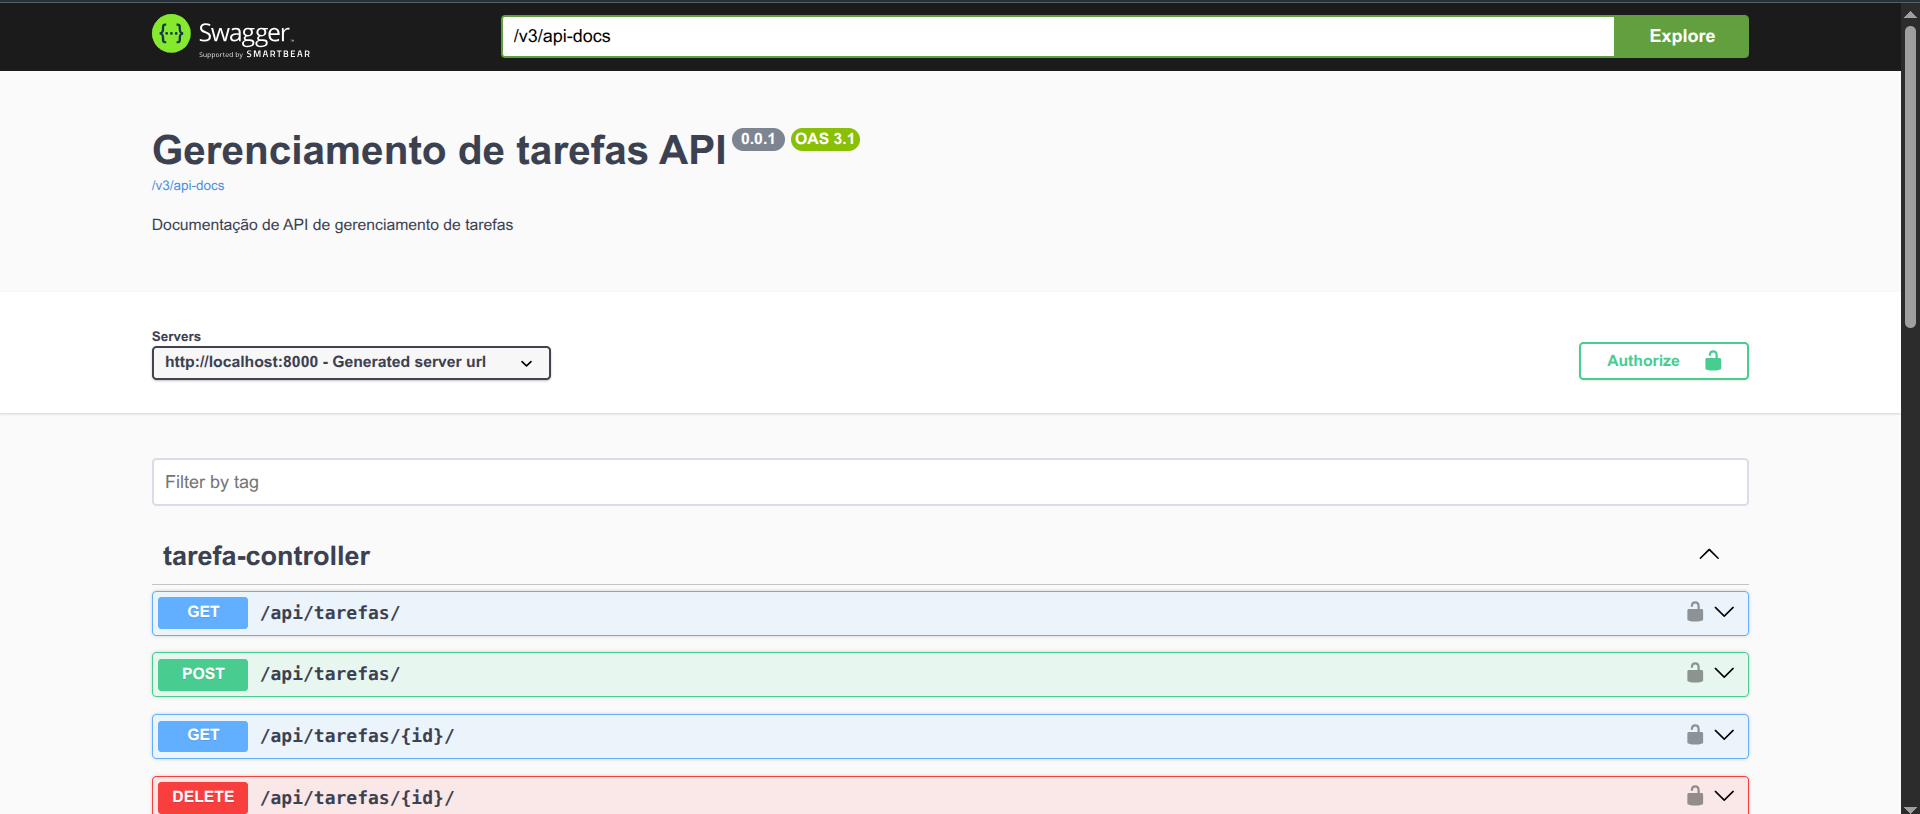 Swagger
Supported by SMARTBEAR
/v3/api-docs
Explore
Gerenciamento de tarefas API
0.0.1
OAS 3.1
/v3/api-docs
Documentação de API de gerenciamento de tarefas
Servers
http://localhost:8000 - Generated server url
Authorize
Filter by tag
tarefa-controller
GET /api/tarefas/
POST /api/tarefas/
GET /api/tarefas/{id}/
DELETE /api/tarefas/{id}/